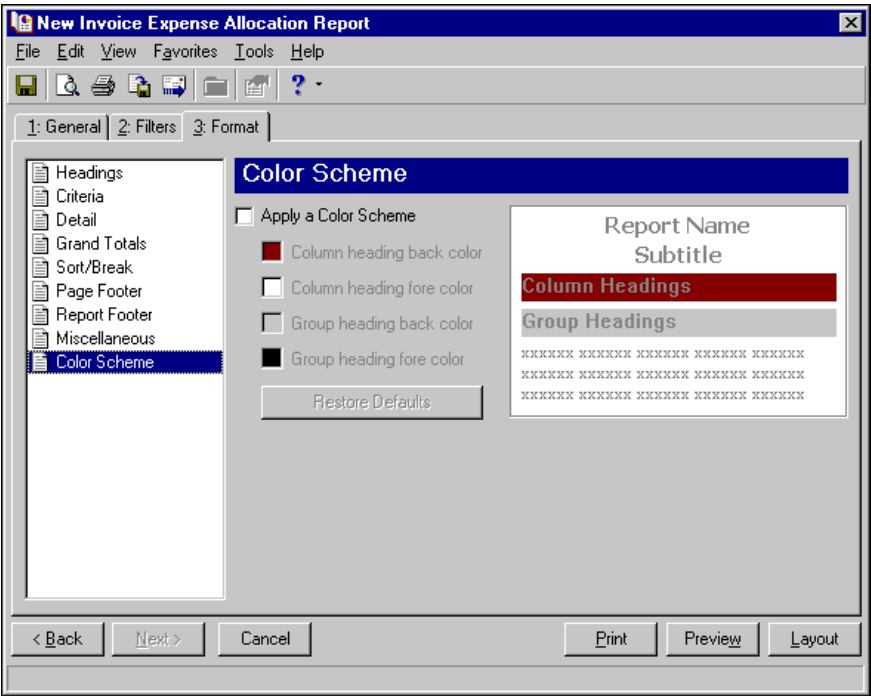 New Invoice Expense Allocation Report
File Edit View Favorites Tools Help
?
1: General 2: Filters 3: Format
Headings
Criteria
Detail
Grand Totals
Sort/Break
Page Footer
Report Footer
Miscellaneous
Color Scheme
Color Scheme
Apply a Color Scheme
Column heading back color
Column heading fore color
Group heading back color
Group heading fore color
Restore Defaults
Report Name
Subtitle
Column Headings
Group Headings
xxxxxx xxxxxx xxxxxx xxxxxx xxxxxx
xxxxxx xxxxxx xxxxxx xxxxxx xxxxxx
xxxxxx xxxxxx xxxxxx xxxxxx xxxxxx
< Back Next > Cancel Print Preview Layout